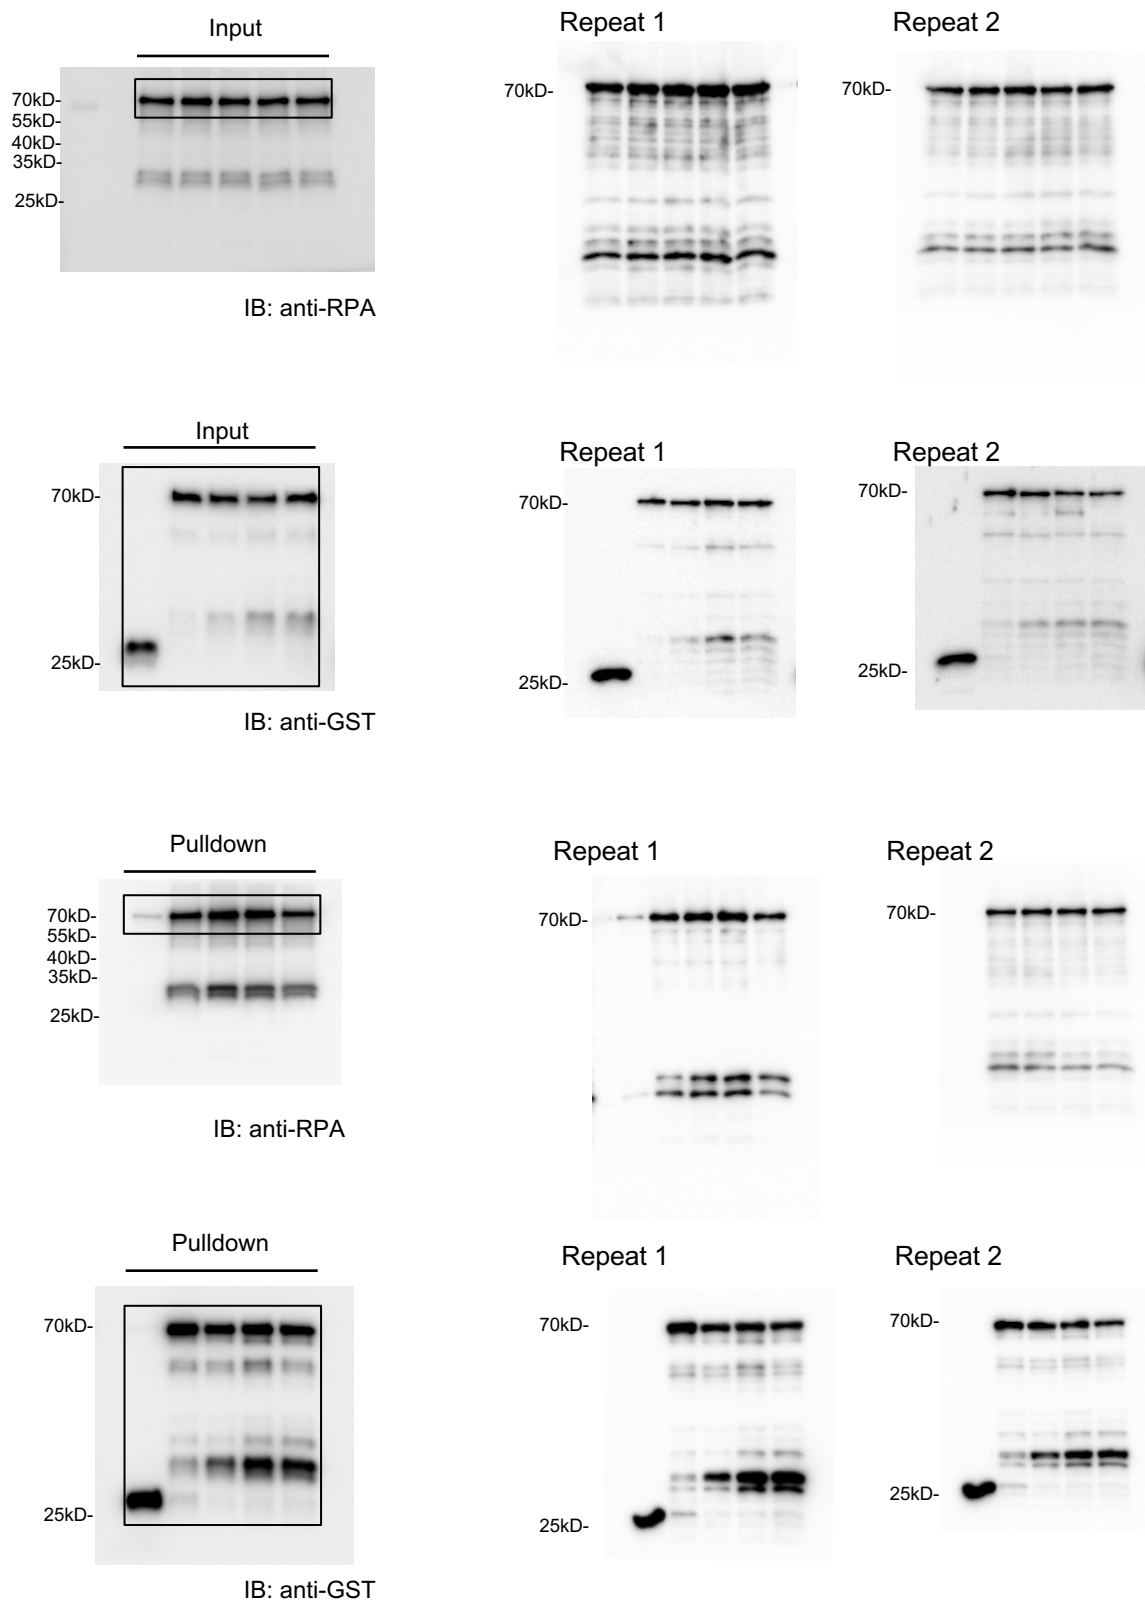 Input
70kD-
55kD-
40kD-
35kD-
25kD-
IB: anti-RPA
Repeat 1
70kD-
Repeat 2
70kD-
Input
70kD-
25kD-
IB: anti-GST
Repeat 1
70kD-
25kD-
Repeat 2
70kD-
25kD-
Pulldown
70kD-
55kD-
40kD-
35kD-
25kD-
IB: anti-RPA
Repeat 1
70kD-
Repeat 2
70kD-
Pulldown
70kD-
25kD-
IB: anti-GST
Repeat 1
70kD-
25kD-
Repeat 2
70kD-
25kD-